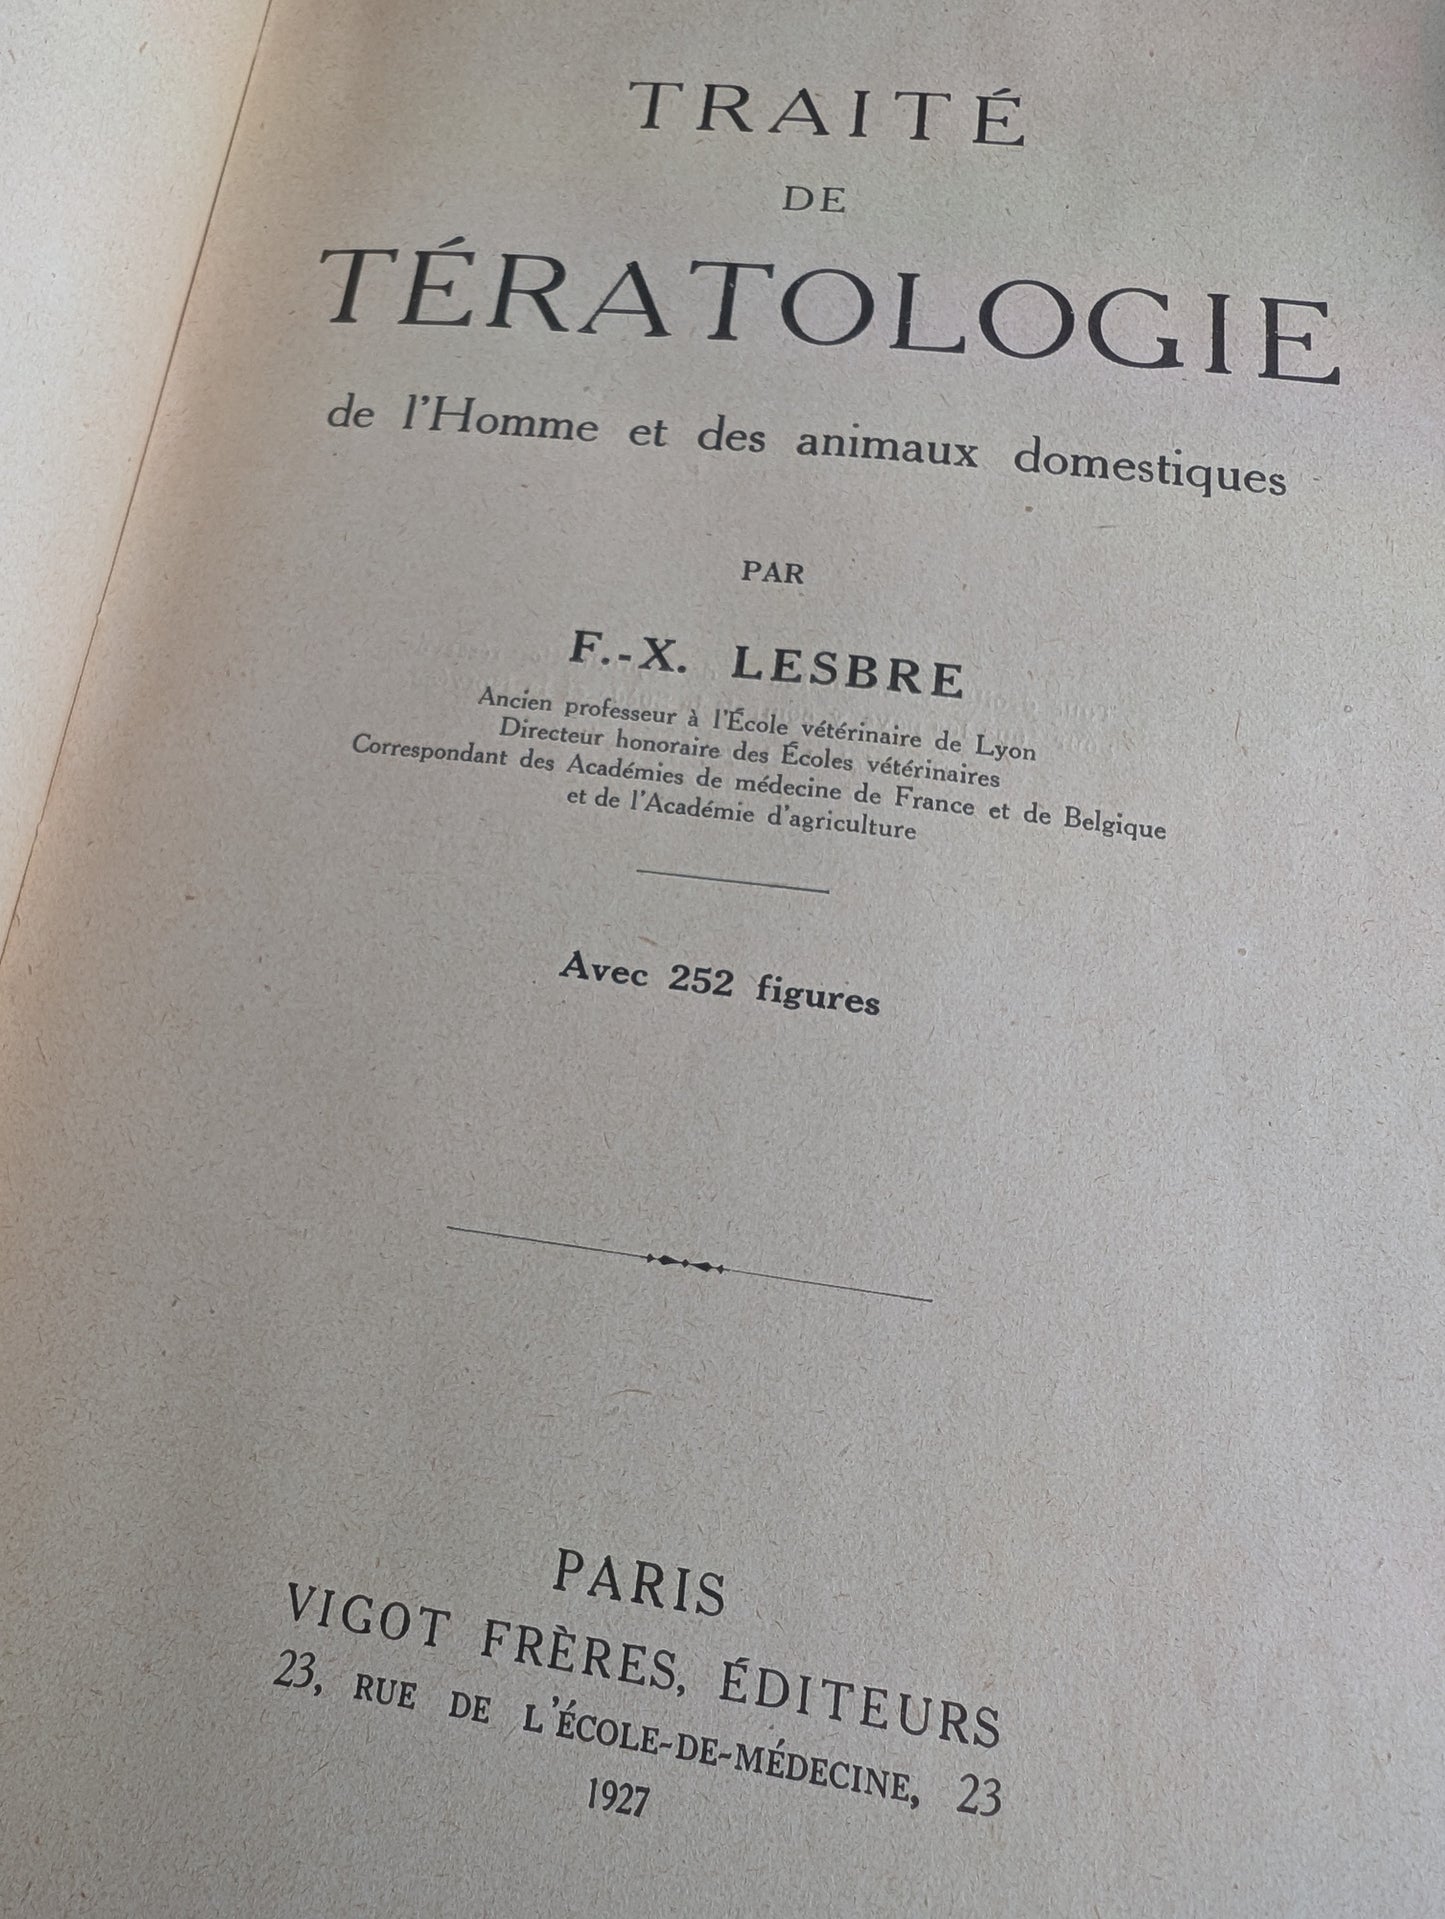 TRAITÉ
DE
TÉRATOLOGIE
de l'Homme et des animaux domestiques
PAR
F.-X. LESBRE
Ancien professeur à l'École vétérinaire de Lyon
Directeur honoraire des Écoles vétérinaires
Correspondant des Académies de médecine de France et de Belgique
et de l'Académie d'agriculture
Avec 252 figures
PARIS
VIGOT FRÈRES, ÉDITEURS
23, RUE DE L'ÉCOLE-DE-MÉDECINE, 23
1927